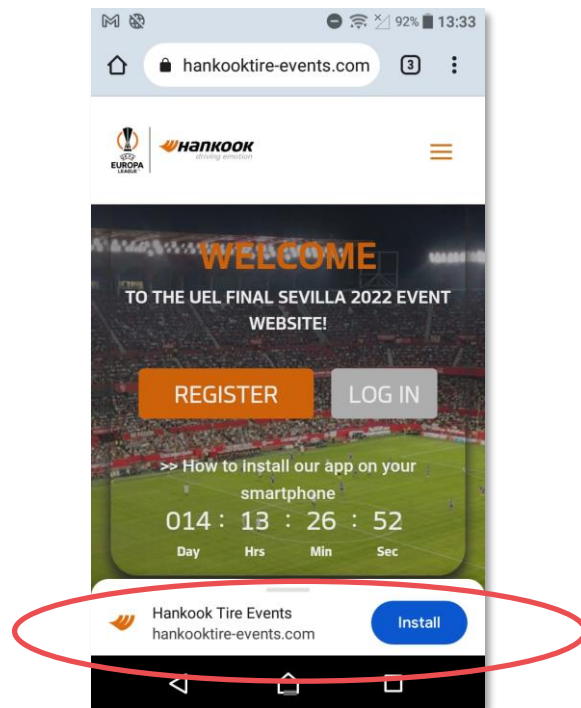 92% 13:33
hankooktire-events.com 3
EUROPA
LEAGUE
Hankook
driving emotion
WELCOME
TO THE UEL FINAL SEVILLA 2022 EVENT
WEBSITE!
REGISTER LOG IN
>> How to install our app on your
smartphone
014 : 13 : 26 : 52
Day Hrs Min Sec
Hankook Tire Events
hankooktire-events.com
Install